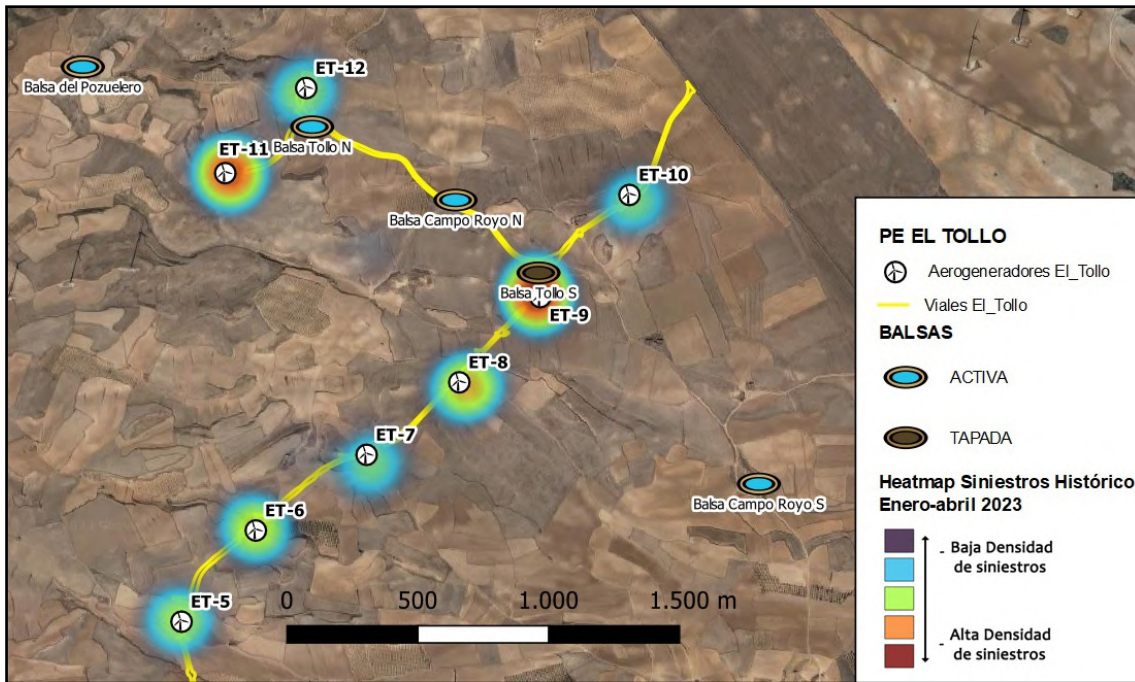 Balsa del Pozuelero
ET-12
Balsa Tollo N
ET-11
ET-10
Balsa Campo Royo N
Balsa Tollo S
ET-9
ET-8
ET-7
ET-6
ET-5
Balsa Campo Royo S
0 500 1.000 1.500 m
PE EL TOLLO
Aerogeneradores El_Tollo
Viales El_Tollo
BALSAS
ACTIVA
TAPADA
Heatmap Siniestros Histórico
Enero-abril 2023
- Baja Densidad
de siniestros
- Alta Densidad
de siniestros